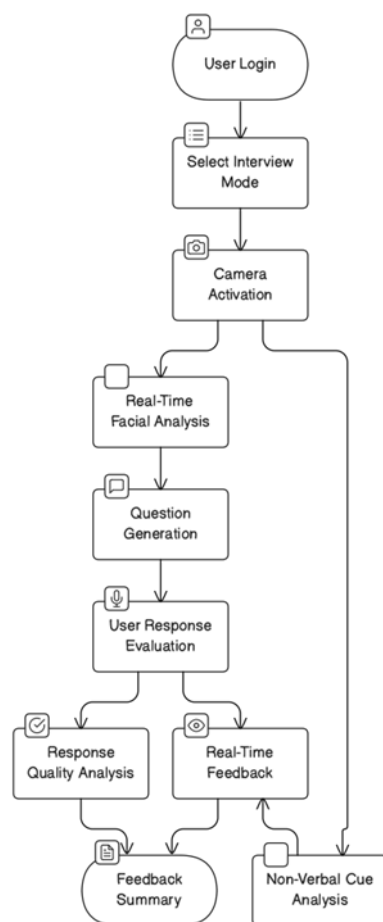 User Login
Select Interview
Mode
Camera
Activation
Real-Time
Facial Analysis
Question
Generation
User Response
Evaluation
Response
Quality Analysis
Real-Time
Feedback
Feedback
Summary
Non-Verbal Cue
Analysis